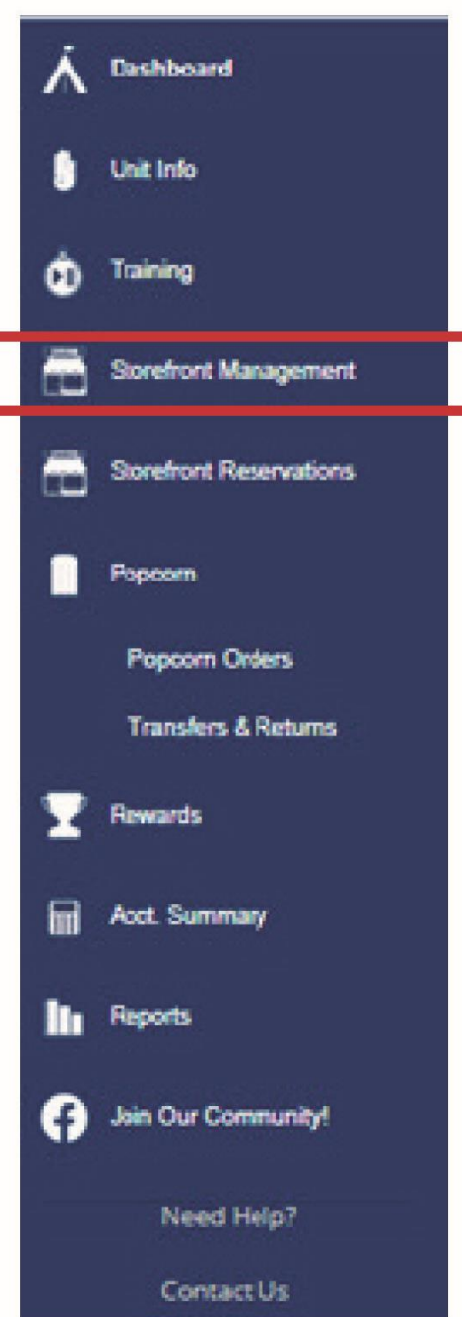 Dashboard
Unit Info
Training
Storefront Management
Storefront Reservations
Popcorn
Popcorn Orders
Transfers & Returns
Rewards
Acct. Summary
Reports
Join Our Community!
Need Help?
Contact Us